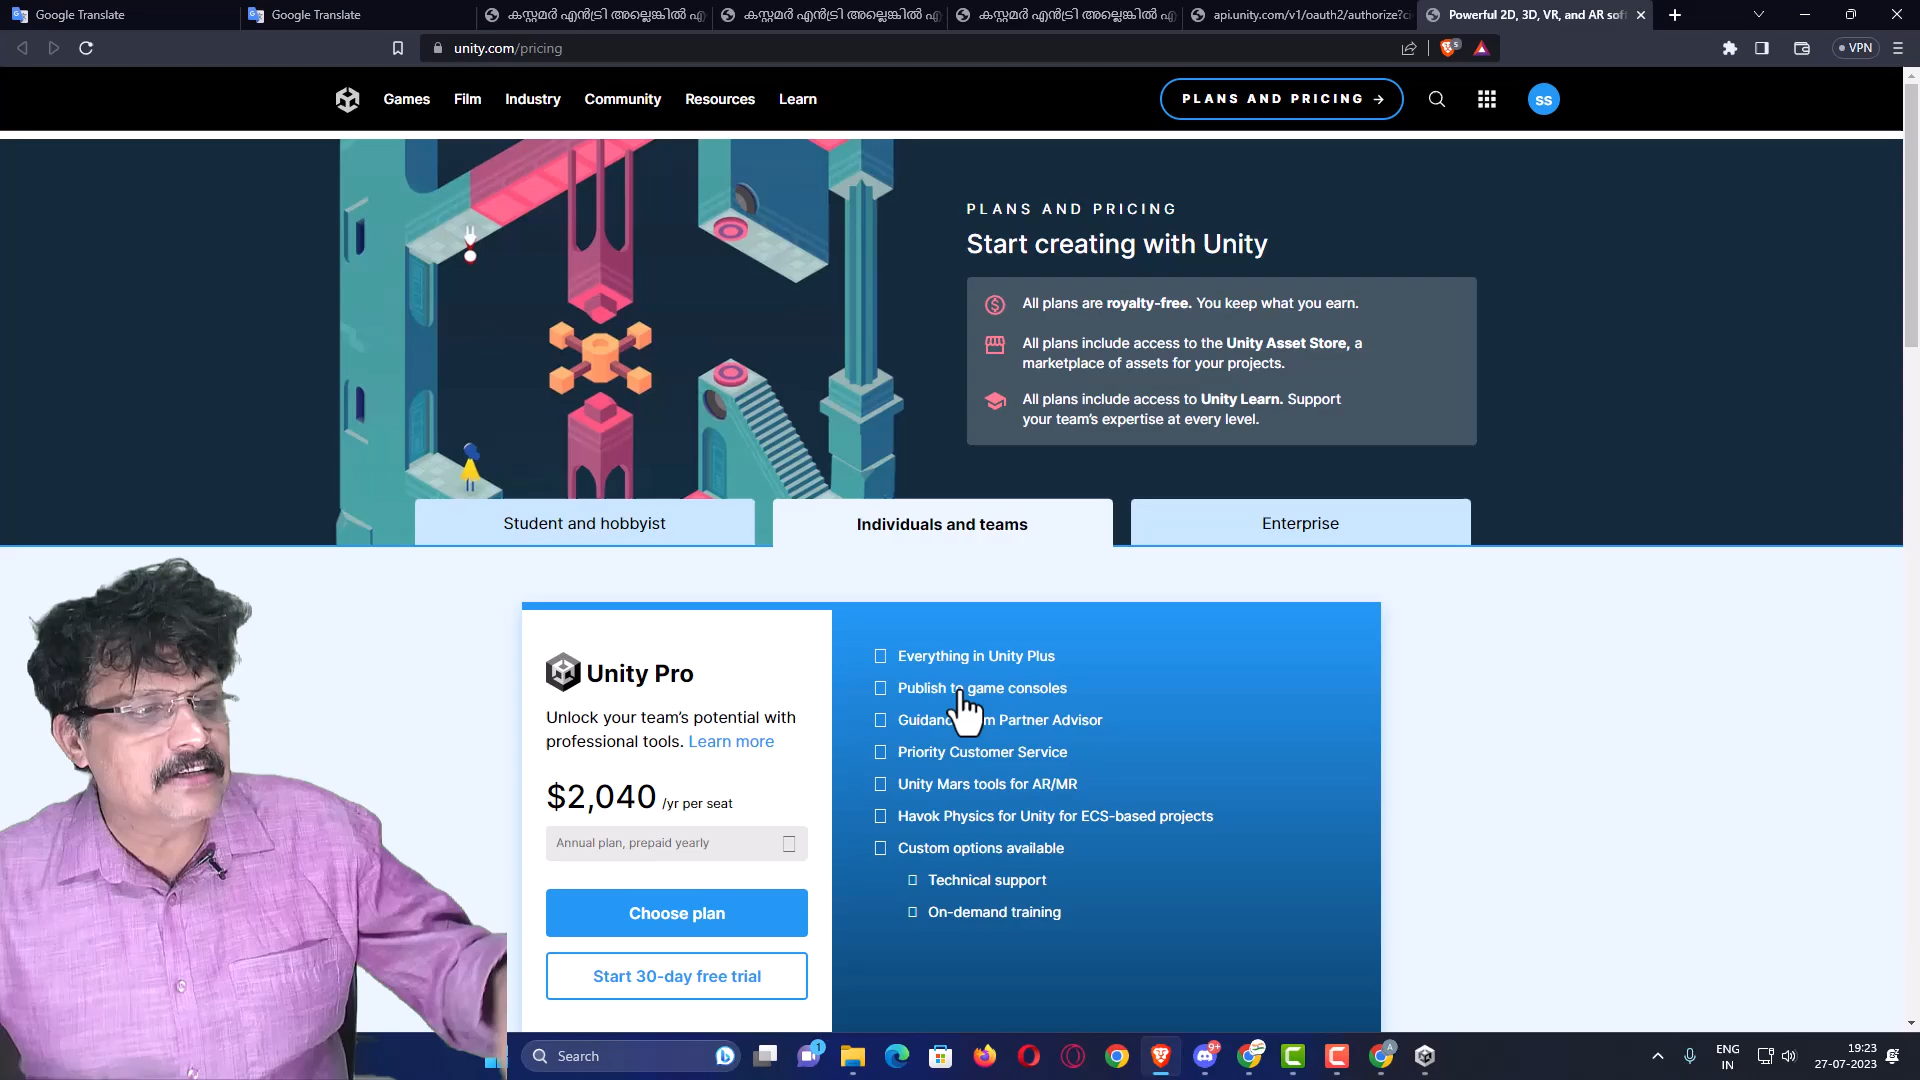 Google Translate
Google Translate
കസ്റ്റമർ എൻട്രി അല്ലെങ്കിൽ എ
കസ്റ്റമർ എൻട്രി അല്ലെങ്കിൽ എ
കസ്റ്റമർ എൻട്രി അല്ലെങ്കിൽ എ
api.unity.com/v1/oauth2/authorize?c
Powerful 2D, 3D, VR, and AR sof
unity.com/pricing
5
VPN
Games
Film
Industry
Community
Resources
Learn
PLANS AND PRICING →
SS
PLANS AND PRICING
Start creating with Unity
All plans are royalty-free. You keep what you earn.
All plans include access to the Unity Asset Store, a
marketplace of assets for your projects.
All plans include access to Unity Learn. Support
your team's expertise at every level.
Student and hobbyist
Individuals and teams
Enterprise
Unity Pro
Unlock your team's potential with
professional tools. Learn more
$2,040 /yr per seat
Annual plan, prepaid yearly
Choose plan
Start 30-day free trial
Everything in Unity Plus
Publish to game consoles
Partner Advisor
Priority Customer Service
Unity Mars tools for AR/MR
Havok Physics for Unity for ECS-based projects
Custom options available
Technical support
On-demand training
Search
1
9+
A
ENG
IN
19:23
27-07-2023